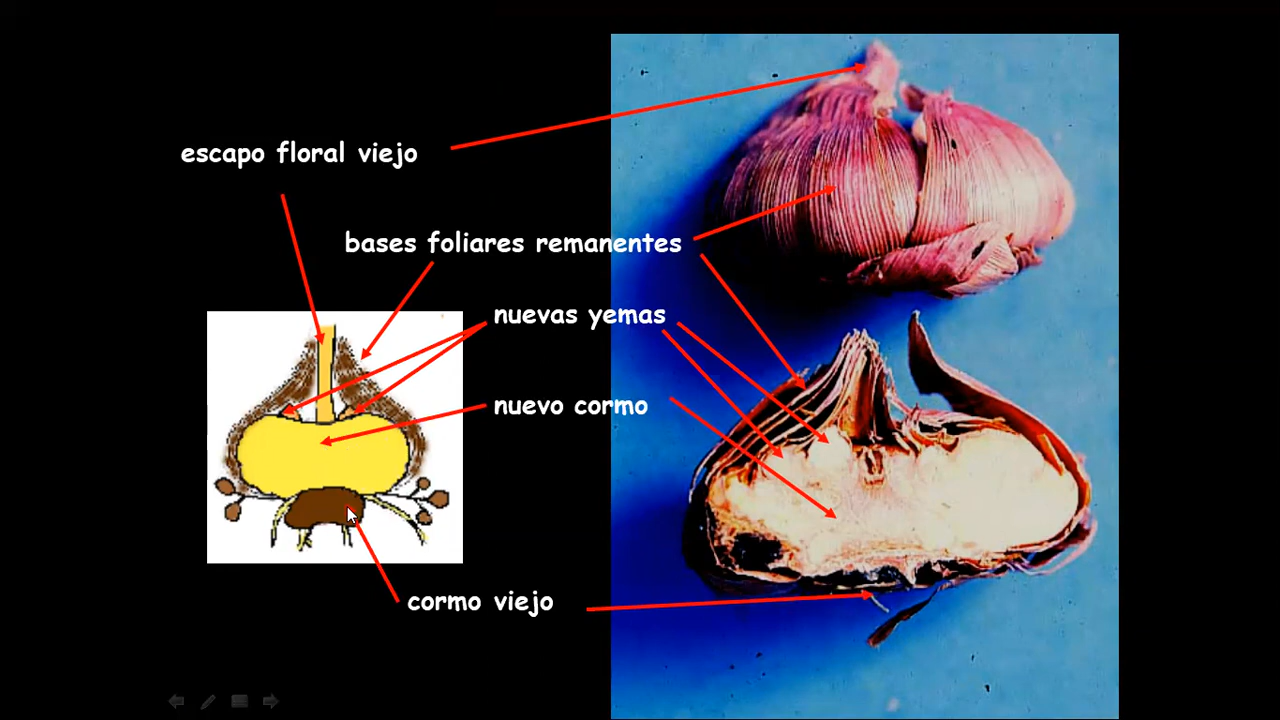 escapo floral viejo
bases foliares remanentes
nuevas yemas
nuevo cormo
cormo viejo